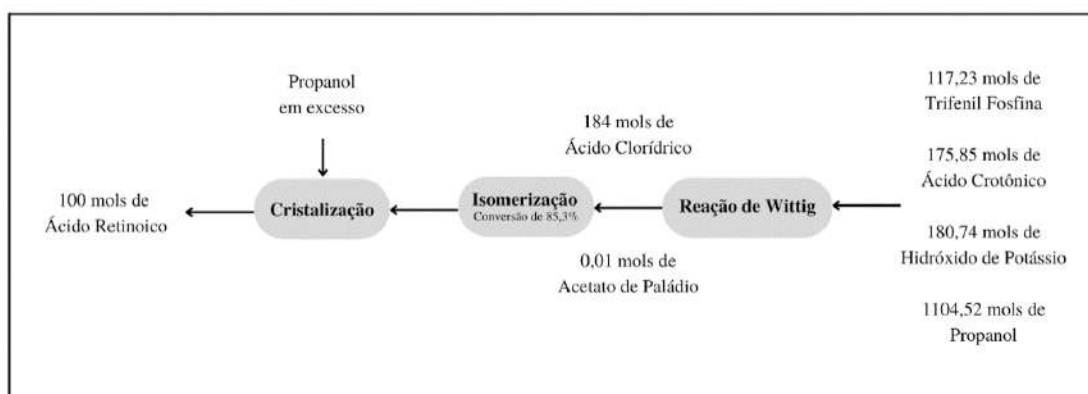 Propanol
em excesso
100 mols de
Ácido Retinoico
Cristalização
184 mols de
Ácido Clorídrico
Isomerização
Conversão de 85,3%
0,01 mols de
Acetato de Paládio
Reação de Wittig
117,23 mols de
Trifenil Fosfina
175,85 mols de
Ácido Crotônico
180,74 mols de
Hidróxido de Potássio
1104,52 mols de
Propanol